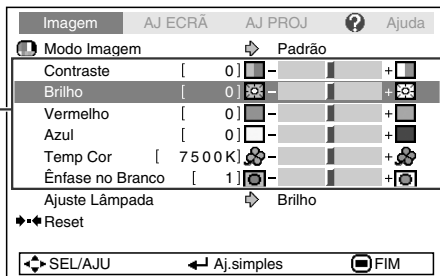 Imagem AJ ECRÃ AJ PROJ ? Ajuda
Modo Imagem Padrão
Contraste [ 0] - +
Brilho [ 0] - +
Vermelho [ 0] - +
Azul [ 0] - +
Temp Cor [ 7500K] - +
Ênfase no Branco [ 1] - +
Ajuste Lâmpada Brilho
Reset
SEL/AJU Aj.simples FIM